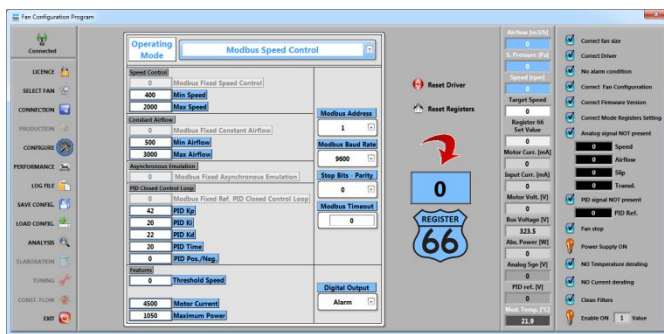 Fan Configuration Program
Connected
LICENCE
SELECT FAN
CONNECTION
PRODUCTION
CONFIGURE
PERFORMANCE
LOG FILE
SAVE CONFIG.
LOAD CONFIG.
ANALYSIS
ELABORATION
TUNING
CONST. FLOW
EXIT
Operating Mode
Modbus Speed Control
Speed Control
0 Modbus Fixed Speed Control
400 Min Speed
2000 Max Speed
Constant Airflow
0 Modbus Fixed Constant Airflow
500 Min Airflow
3000 Max Airflow
Asynchronous Emulation
0 Modbus Fixed Asynchronous Emulation
PID Closed Control Loop
0 Modbus Fixed Ref. PID Closed Control Loop
42 PID Kp
20 PID Ki
22 PID Kd
20 PID Time
0 PID Pos./Neg.
Features
0 Threshold Speed
4500 Motor Current
1050 Maximum Power
Modbus Address
1
Modbus Baud Rate
9600
Stop Bits - Parity
0
Modbus Timeout
0
Digital Output
Alarm
Reset Driver
Reset Registers
0
REGISTER
66
Airflow [m3/h]
0
S. Pressure [Pa]
0
Speed [rpm]
0
Target Speed
0
Register 66
Set Value
0
Motor Curr. [mA]
0
Input Curr. [mA]
0
Motor Volt. [V]
0
Bus Voltage [V]
323.5
Abs. Power [W]
0
Analog Sgn [V]
0
PID ref. [V]
0
Mod. Temp. [°C]
21.9
Correct fan size
Correct Driver
No alarm condition
Correct Fan Configuration
Correct Firmware Version
Correct Mode Registers Setting
Analog signal NOT present
0 Speed
0 Airflow
0 Slip
0 Transd.
PID signal NOT present
0 PID Ref.
Fan stop
Power Supply ON
NO Temperature derating
NO Current derating
Clean Filters
Enable ON 1 Value